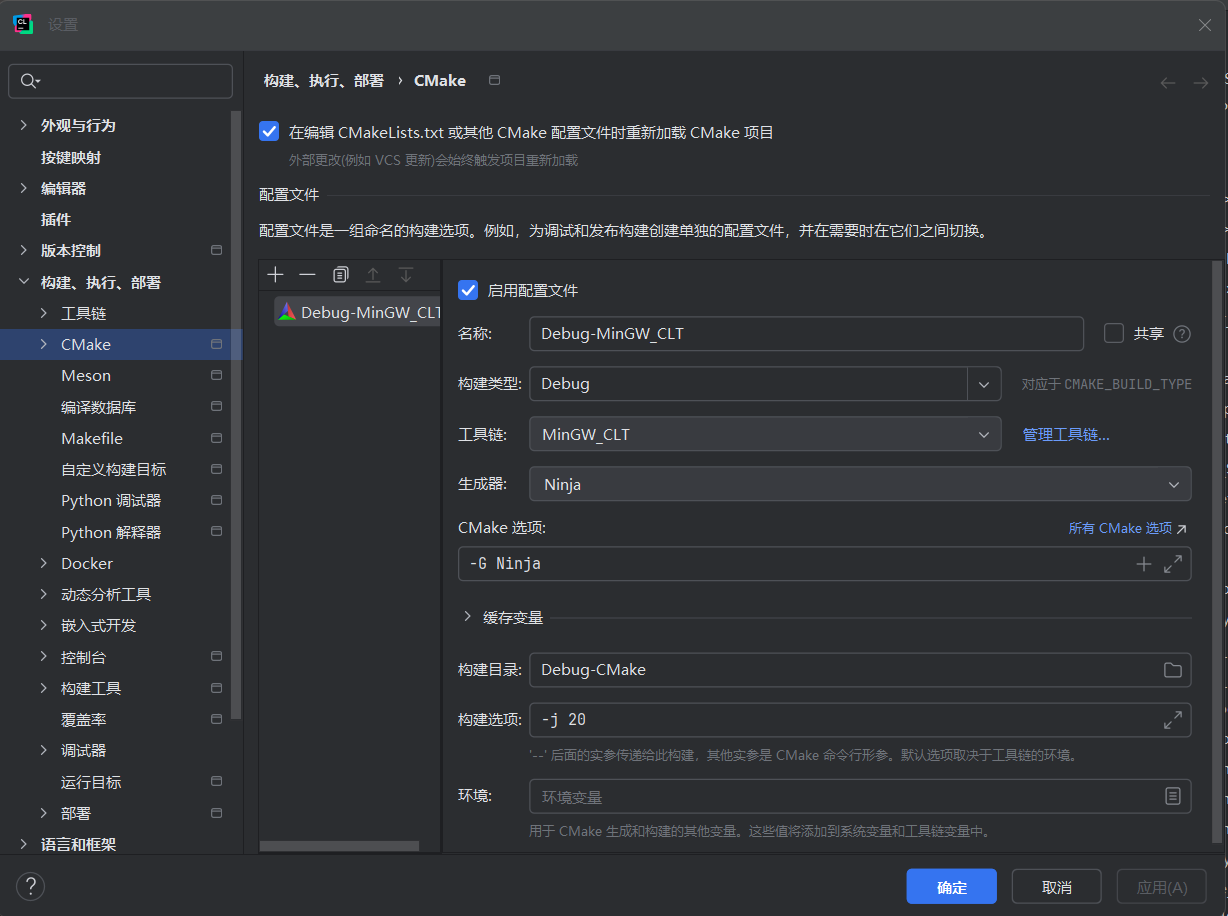 设置
构建、执行、部署 › CMake
外观与行为
按键映射
编辑器
插件
版本控制
构建、执行、部署
工具链
CMake
Meson
编译数据库
Makefile
自定义构建目标
Python 调试器
Python 解释器
Docker
动态分析工具
嵌入式开发
控制台
构建工具
覆盖率
调试器
运行目标
部署
语言和框架
在编辑 CMakeLists.txt 或其他 CMake 配置文件时重新加载 CMake 项目
外部更改(例如 VCS 更新)会始终触发项目重新加载
配置文件
配置文件是一组命名的构建选项。例如，为调试和发布构建创建单独的配置文件，并在需要时在它们之间切换。
Debug-MinGW_CLT
启用配置文件
名称: Debug-MinGW_CLT 共享 ?
构建类型: Debug 对应于 CMAKE_BUILD_TYPE
工具链: MinGW_CLT 管理工具链...
生成器: Ninja
CMake 选项: 所有 CMake 选项
-G Ninja
缓存变量
构建目录: Debug-CMake
构建选项: -j 20
'--' 后面的实参传递给此构建，其他实参是 CMake 命令行形参。默认选项取决于工具链的环境。
环境: 环境变量
用于 CMake 生成和构建的其他变量。这些值将添加到系统变量和工具链变量中。
? 确定 取消 应用(A)